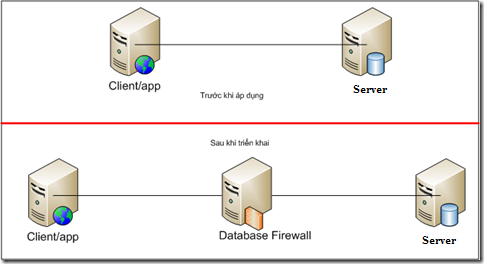 Client/app
Server
Trước khi áp dụng
Sau khi triển khai
Client/app
Database Firewall
Server